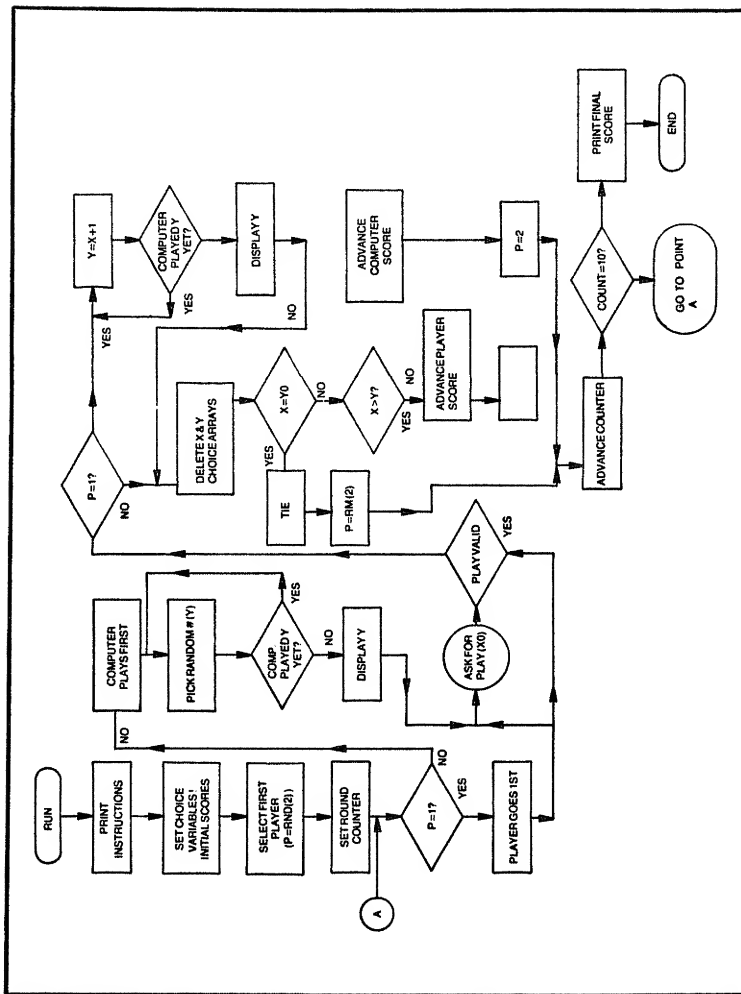 RUN
PRINT
INSTRUCTIONS
SET CHOICE
VARIABLES!
INITIAL SCORES
SELECT FIRST
PLAYER
(P=RND(2)
SET ROUND
COUNTER
A
P=1?
NO
YES
PLAYER GOES 1ST
COMPUTER
PLAYS FIRST
PICK RANDOM # (Y)
COMP.
PLAYED Y
YET?
YES
NO
DISPLAY Y
ASK FOR
PLAY (X0)
PLAY VALID
YES
P=1?
YES
NO
Y=X+1
COMPUTER
PLAYED Y
YET?
YES
DISPLAY Y
NO
DELETE X & Y
CHOICE ARRAYS
X=Y0
YES
NO
TIE
P=RM(2)
X>Y?
YES
NO
ADVANCE PLAYER
SCORE
ADVANCE
COMPUTER
SCORE
P=2
ADVANCE COUNTER
COUNT=10?
GO TO POINT
A
PRINT FINAL
SCORE
END